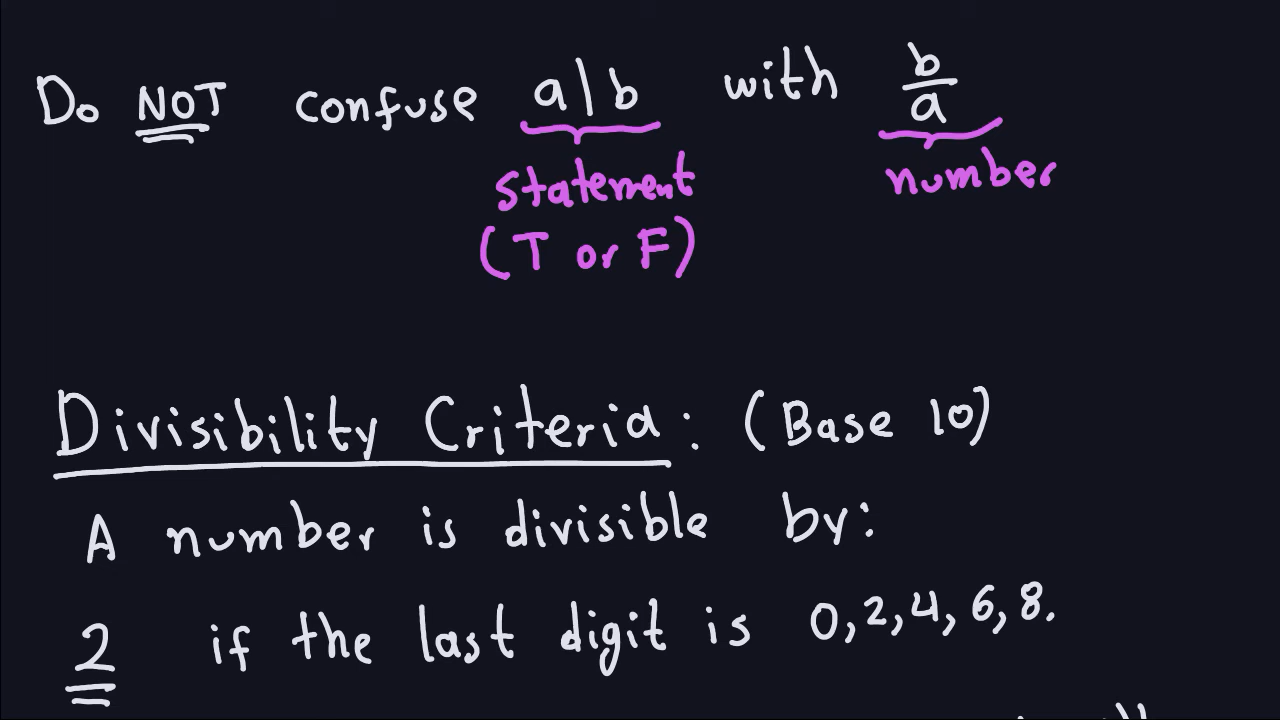 Do NOT confuse a|b with b/a
statement number
(T or F)
Divisibility Criteria: (Base 10)
A number is divisible by:
2 if the last digit is 0, 2, 4, 6, 8.